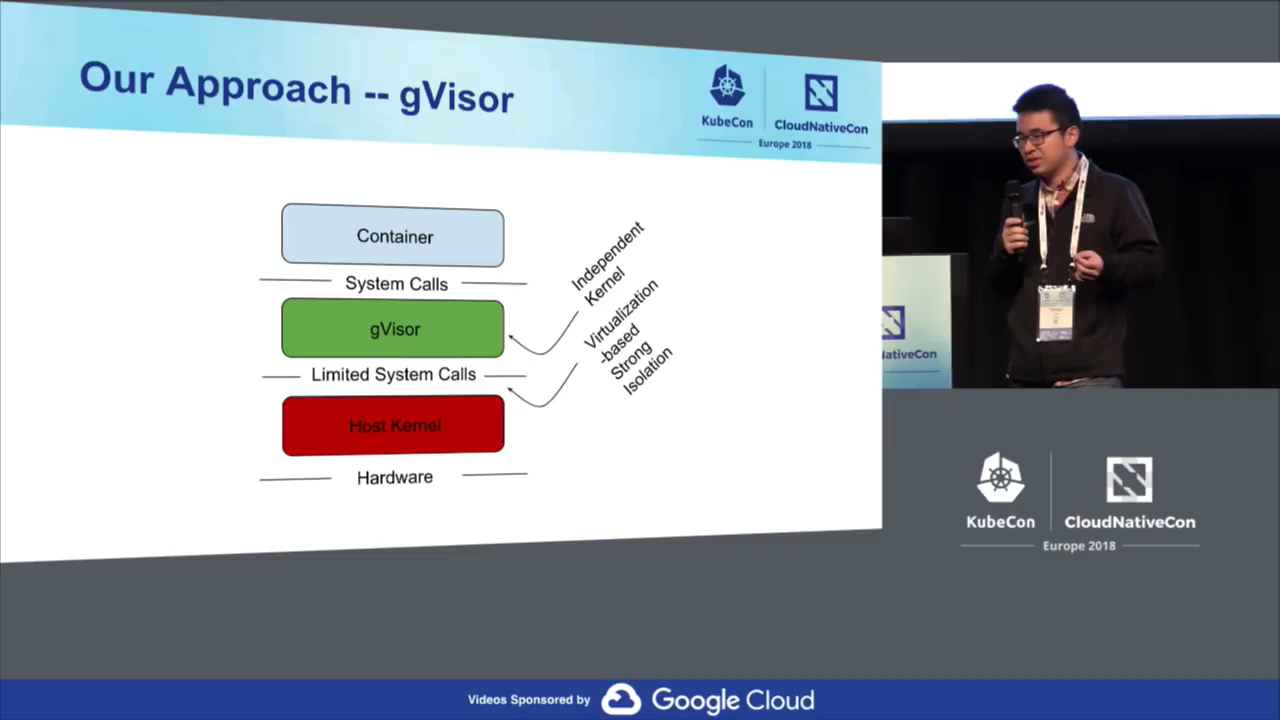 Our Approach -- gVisor
KubeCon
CloudNativeCon
Europe 2018
Container
System Calls
gVisor
Limited System Calls
Host Kernel
Hardware
Independent
Kernel
Virtualization
-based
Strong
Isolation
lativeCon
KubeCon
CloudNativeCon
Europe 2018
Videos Sponsored by
Google Cloud